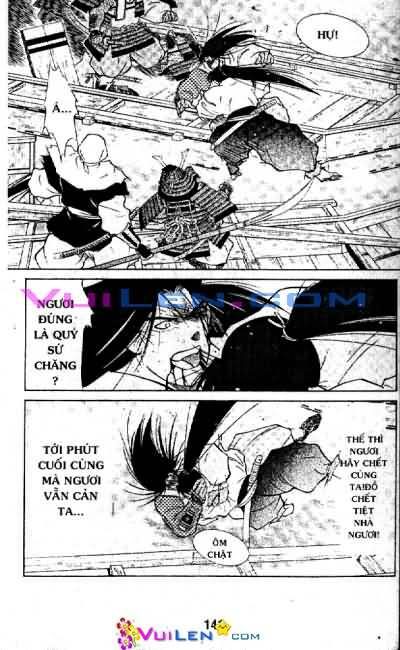 HỰ!
Á...
VuiLen.com
NGƯƠI
ĐÚNG
LÀ QUỶ
SỨ
CHĂNG
?
TỚI PHÚT
CUỐI CÙNG
MÀ NGƯƠI
VẪN CẢN
TA...
THẾ THÌ
NGƯƠI
HÃY CHẾT
CÙNG
TA!ĐỒ
CHẾT
TIỆT
NHÀ
NGƯƠI!
ÔM
CHẶT
VuiLen.com